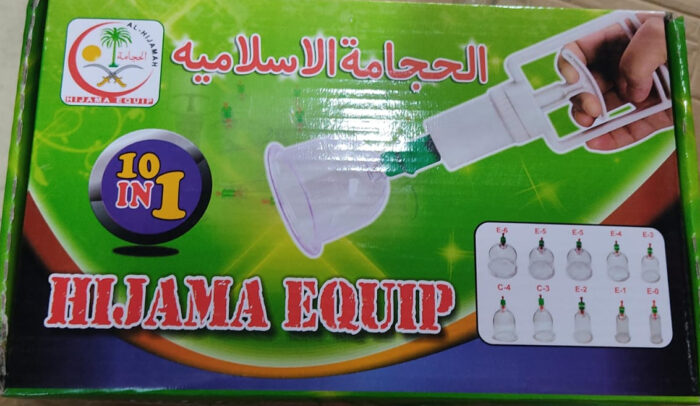 AL-HIJAMAH
الحجامة
HIJAMA EQUIP
الحجامة الاسلاميه
10
IN 1
HIJAMA EQUIP
E-6 E-5 E-5 E-4 E-3
C-4 C-3 E-2 E-1 E-0